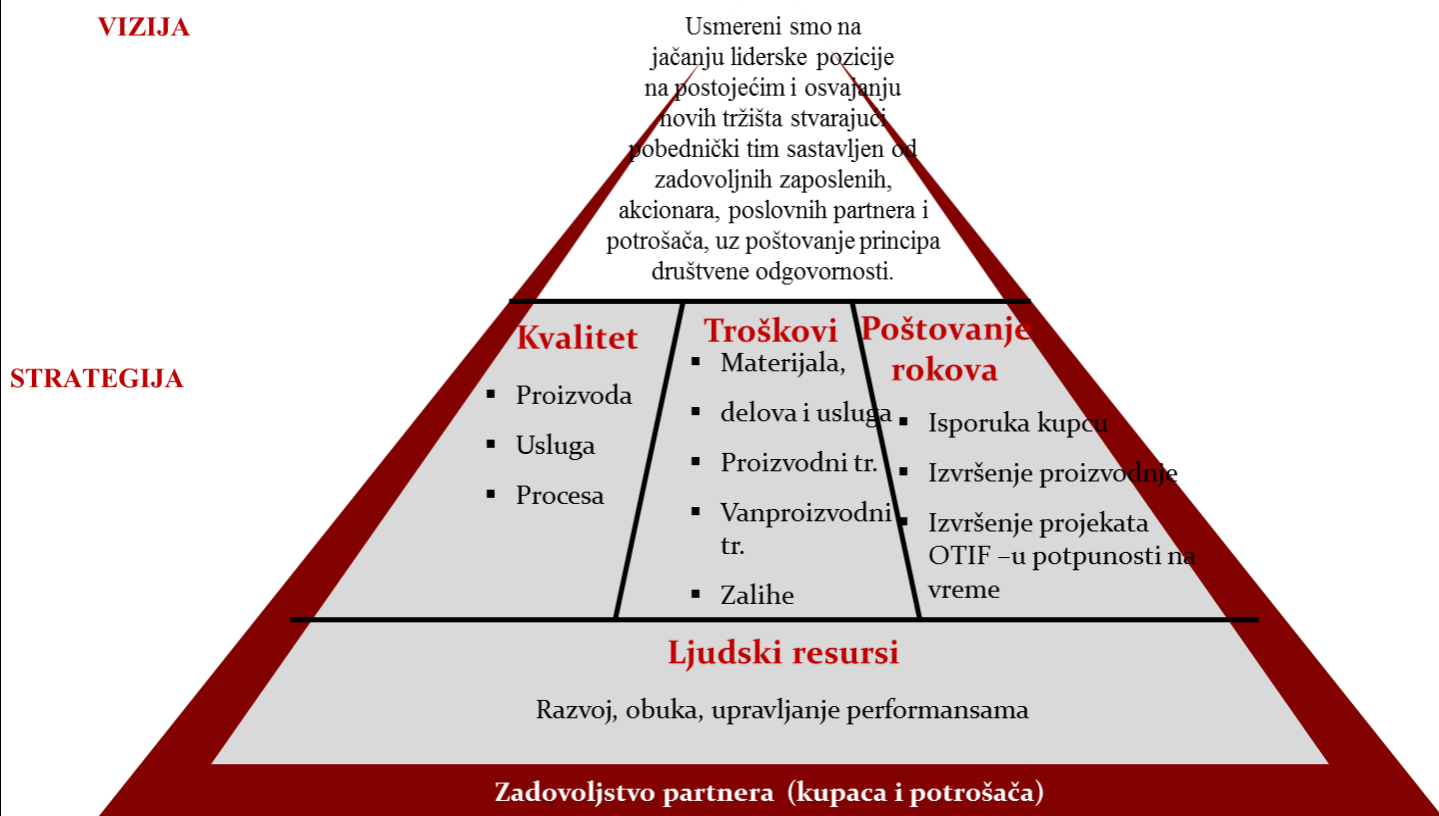 VIZIJA
Usmereni smo na
jačanju liderske pozicije
na postojećim i osvajanju
novih tržišta stvarajući
pobednički tim sastavljen od
zadovoljnih zaposlenih,
akcionara, poslovnih partnera i
potrošača, uz poštovanje principa
društvene odgovornosti.
STRATEGIJA
Kvalitet
▪ Proizvoda
▪ Usluga
▪ Procesa
Troškovi
▪ Materijala,
▪ delova i usluga
▪ Proizvodni tr.
▪ Vanproizvodni
tr.
▪ Zalihe
Poštovanje
rokova
▪ Isporuka kupcu
▪ Izvršenje proizvodnje
▪ Izvršenje projekata
OTIF –u potpunosti na
vreme
Ljudski resursi
Razvoj, obuka, upravljanje performansama
Zadovoljstvo partnera (kupaca i potrošača)